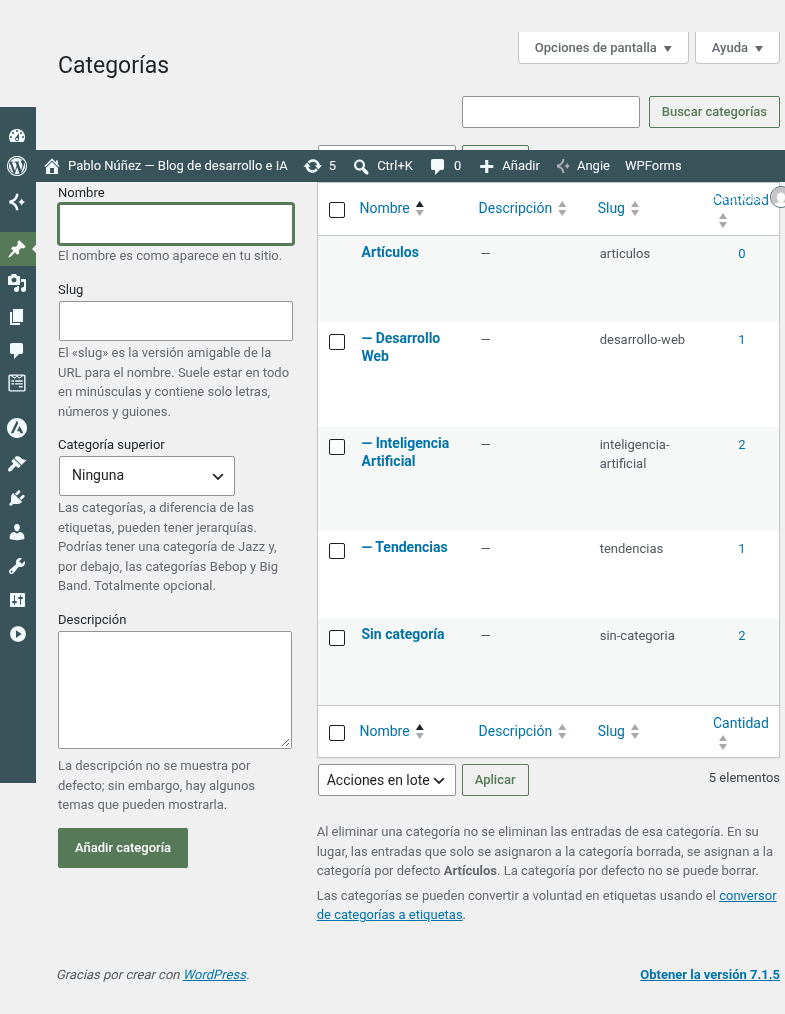 Opciones de pantalla
Ayuda
Categorías
Buscar categorías
Pablo Núñez — Blog de desarrollo e IA
5
Ctrl+K
0
Añadir
Angie
WPForms
Nombre
El nombre es como aparece en tu sitio.
Slug
El «slug» es la versión amigable de la
URL para el nombre. Suele estar en todo
en minúsculas y contiene solo letras,
números y guiones.
Categoría superior
Ninguna
Las categorías, a diferencia de las
etiquetas, pueden tener jerarquías.
Podrías tener una categoría de Jazz y,
por debajo, las categorías Bebop y Big
Band. Totalmente opcional.
Descripción
La descripción no se muestra por
defecto; sin embargo, hay algunos
temas que pueden mostrarla.
Añadir categoría
Nombre Descripción Slug Cantidad
Artículos — articulos 0
— Desarrollo — desarrollo-web 1
Web
— Inteligencia — inteligencia- 2
Artificial artificial
— Tendencias — tendencias 1
Sin categoría — sin-categoria 2
Nombre Descripción Slug Cantidad
Acciones en lote
Aplicar
5 elementos
Al eliminar una categoría no se eliminan las entradas de esa categoría. En su
lugar, las entradas que solo se asignaron a la categoría borrada, se asignan a la
categoría por defecto Artículos. La categoría por defecto no se puede borrar.
Las categorías se pueden convertir a voluntad en etiquetas usando el conversor
de categorías a etiquetas.
Gracias por crear con WordPress.
Obtener la versión 7.1.5